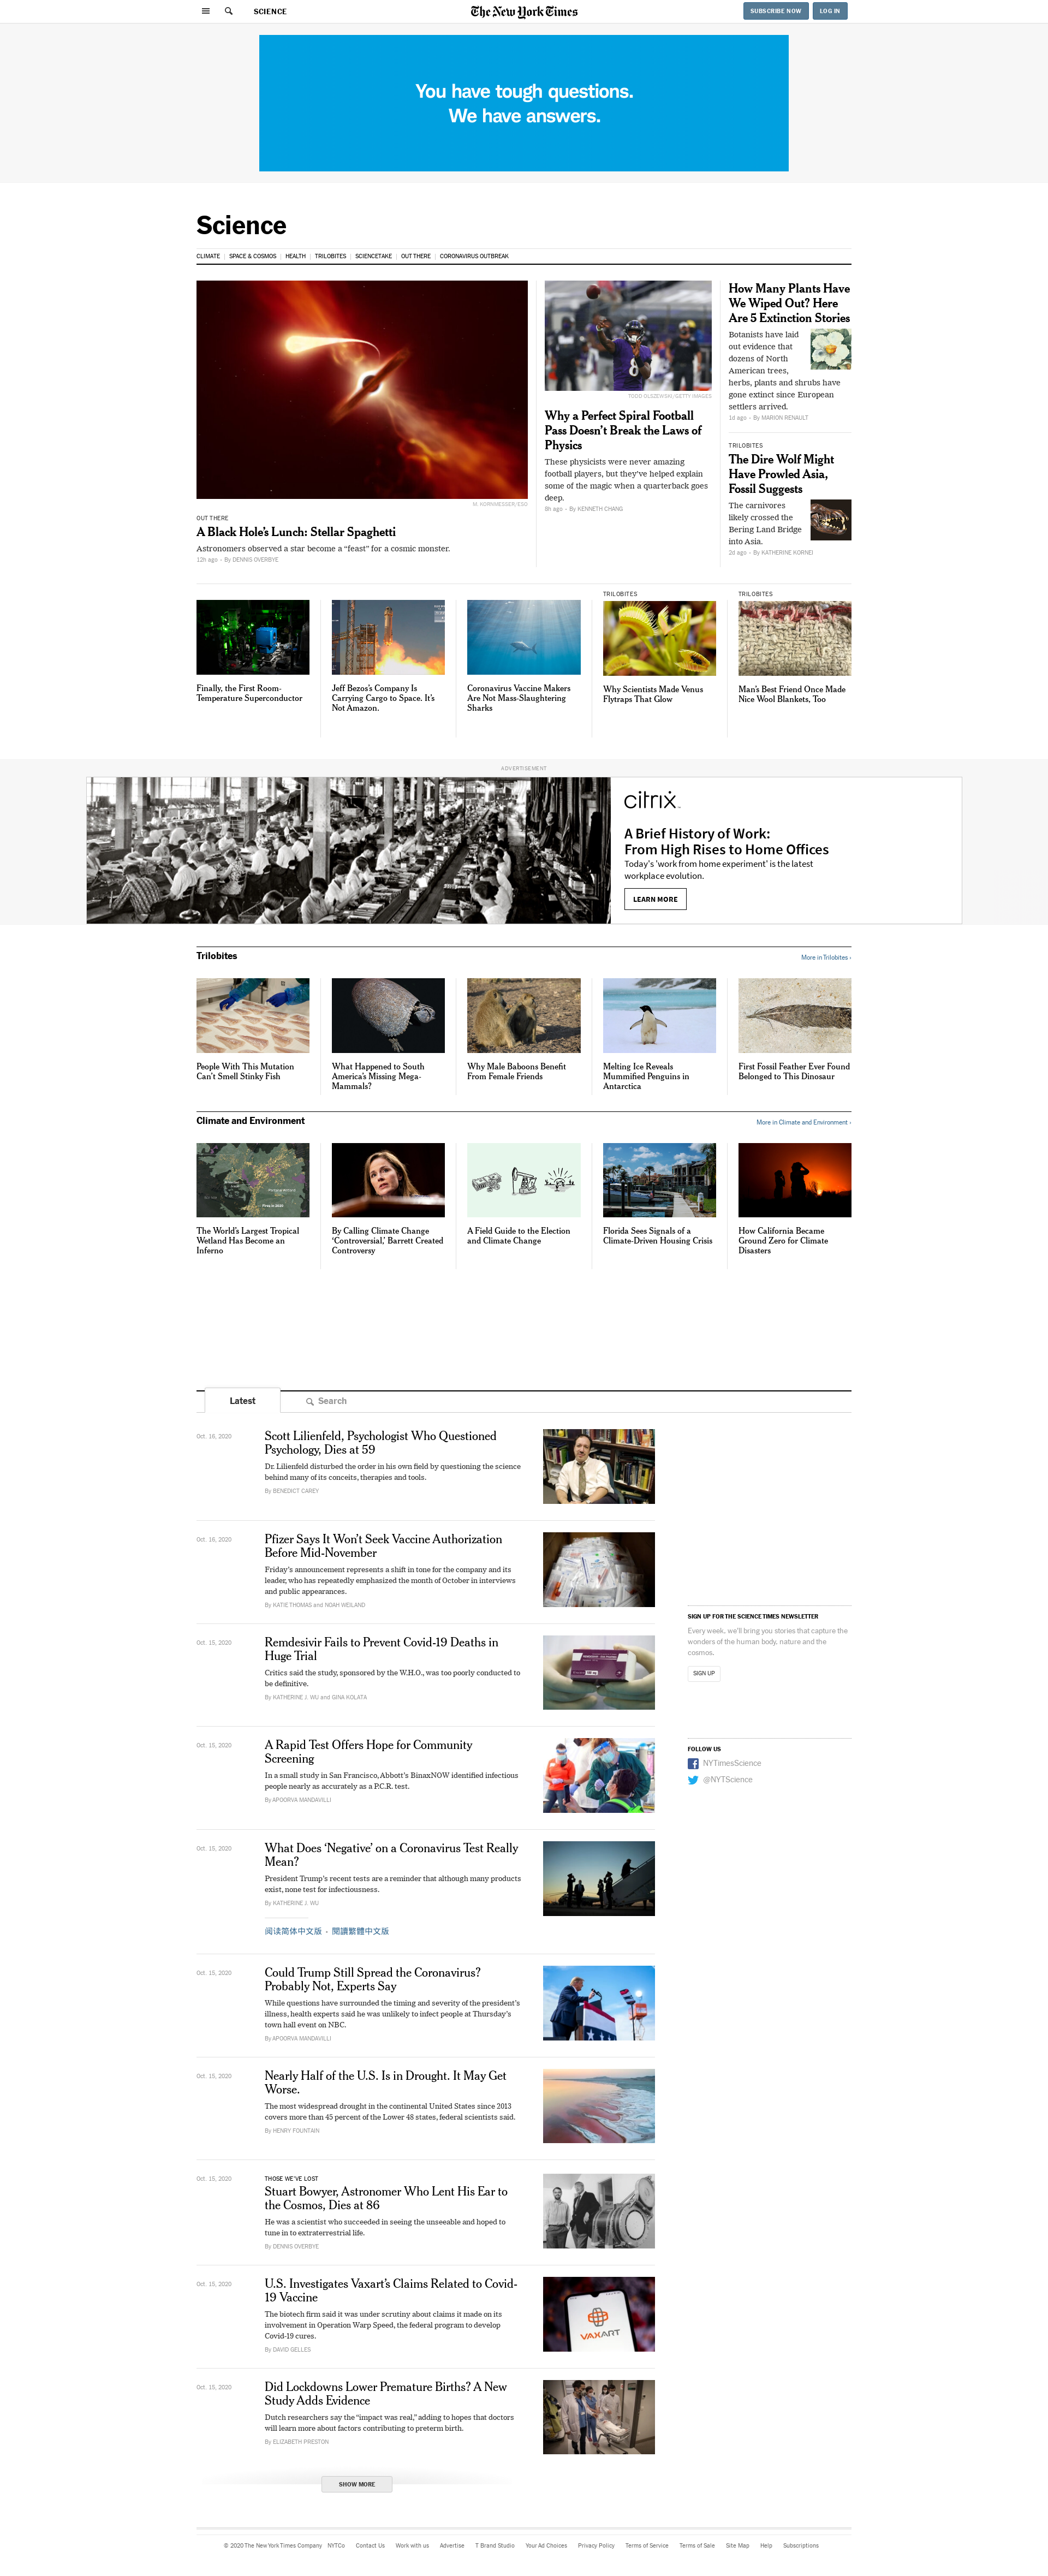 SCIENCE
The New York Times
SUBSCRIBE NOW
LOG IN
You have tough questions.
We have answers.
Science
CLIMATE
SPACE & COSMOS
HEALTH
TRILOBITES
SCIENCETAKE
OUT THERE
CORONAVIRUS OUTBREAK
M. KORNMESSER/ESO
OUT THERE
A Black Hole's Lunch: Stellar Spaghetti
Astronomers observed a star become a “feast” for a cosmic monster.
12h ago - By DENNIS OVERBYE
TODD OLSZEWSKI/GETTY IMAGES
Why a Perfect Spiral Football
Pass Doesn't Break the Laws of
Physics
These physicists were never amazing
football players, but they've helped explain
some of the magic when a quarterback goes
deep.
8h ago - By KENNETH CHANG
How Many Plants Have
We Wiped Out? Here
Are 5 Extinction Stories
Botanists have laid
out evidence that
dozens of North
American trees,
herbs, plants and shrubs have
gone extinct since European
settlers arrived.
1d ago - By MARION RENAULT
TRILOBITES
The Dire Wolf Might
Have Prowled Asia,
Fossil Suggests
The carnivores
likely crossed the
Bering Land Bridge
into Asia.
2d ago - By KATHERINE KORNEI
Finally, the First Room-
Temperature Superconductor
Jeff Bezos's Company Is
Carrying Cargo to Space. It's
Not Amazon.
Coronavirus Vaccine Makers
Are Not Mass-Slaughtering
Sharks
TRILOBITES
Why Scientists Made Venus
Flytraps That Glow
TRILOBITES
Man's Best Friend Once Made
Nice Wool Blankets, Too
ADVERTISEMENT
citrix
A Brief History of Work:
From High Rises to Home Offices
Today's 'work from home experiment' is the latest
workplace evolution.
LEARN MORE
Trilobites
More in Trilobites ›
People With This Mutation
Can't Smell Stinky Fish
What Happened to South
America's Missing Mega-
Mammals?
Why Male Baboons Benefit
From Female Friends
Melting Ice Reveals
Mummified Penguins in
Antarctica
First Fossil Feather Ever Found
Belonged to This Dinosaur
Climate and Environment
More in Climate and Environment ›
The World's Largest Tropical
Wetland Has Become an
Inferno
By Calling Climate Change
'Controversial,' Barrett Created
Controversy
A Field Guide to the Election
and Climate Change
Florida Sees Signals of a
Climate-Driven Housing Crisis
How California Became
Ground Zero for Climate
Disasters
Latest
Search
Oct. 16, 2020
Scott Lilienfeld, Psychologist Who Questioned
Psychology, Dies at 59
Dr. Lilienfeld disturbed the order in his own field by questioning the science
behind many of its conceits, therapies and tools.
By BENEDICT CAREY
Oct. 16, 2020
Pfizer Says It Won't Seek Vaccine Authorization
Before Mid-November
Friday's announcement represents a shift in tone for the company and its
leader, who has repeatedly emphasized the month of October in interviews
and public appearances.
By KATIE THOMAS and NOAH WEILAND
Oct. 15, 2020
Remdesivir Fails to Prevent Covid-19 Deaths in
Huge Trial
Critics said the study, sponsored by the W.H.O., was too poorly conducted to
be definitive.
By KATHERINE J. WU and GINA KOLATA
Oct. 15, 2020
A Rapid Test Offers Hope for Community
Screening
In a small study in San Francisco, Abbott's BinaxNOW identified infectious
people nearly as accurately as a P.C.R. test.
By APOORVA MANDAVILLI
Oct. 15, 2020
What Does 'Negative' on a Coronavirus Test Really
Mean?
President Trump's recent tests are a reminder that although many products
exist, none test for infectiousness.
By KATHERINE J. WU
阅读简体中文版 • 閱讀繁體中文版
Oct. 15, 2020
Could Trump Still Spread the Coronavirus?
Probably Not, Experts Say
While questions have surrounded the timing and severity of the president's
illness, health experts said he was unlikely to infect people at Thursday's
town hall event on NBC.
By APOORVA MANDAVILLI
Oct. 15, 2020
Nearly Half of the U.S. Is in Drought. It May Get
Worse.
The most widespread drought in the continental United States since 2013
covers more than 45 percent of the Lower 48 states, federal scientists said.
By HENRY FOUNTAIN
Oct. 15, 2020
THOSE WE'VE LOST
Stuart Bowyer, Astronomer Who Lent His Ear to
the Cosmos, Dies at 86
He was a scientist who succeeded in seeing the unseeable and hoped to
tune in to extraterrestrial life.
By DENNIS OVERBYE
Oct. 15, 2020
U.S. Investigates Vaxart's Claims Related to Covid-
19 Vaccine
The biotech firm said it was under scrutiny about claims it made on its
involvement in Operation Warp Speed, the federal program to develop
Covid-19 cures.
By DAVID GELLES
VAXART
Oct. 15, 2020
Did Lockdowns Lower Premature Births? A New
Study Adds Evidence
Dutch researchers say the “impact was real,” adding to hopes that doctors
will learn more about factors contributing to preterm birth.
By ELIZABETH PRESTON
SHOW MORE
SIGN UP FOR THE SCIENCE TIMES NEWSLETTER
Every week, we'll bring you stories that capture the
wonders of the human body, nature and the
cosmos.
SIGN UP
FOLLOW US
NYTimesScience
@NYTScience
© 2020 The New York Times Company
NYTCo
Contact Us
Work with us
Advertise
T Brand Studio
Your Ad Choices
Privacy Policy
Terms of Service
Terms of Sale
Site Map
Help
Subscriptions